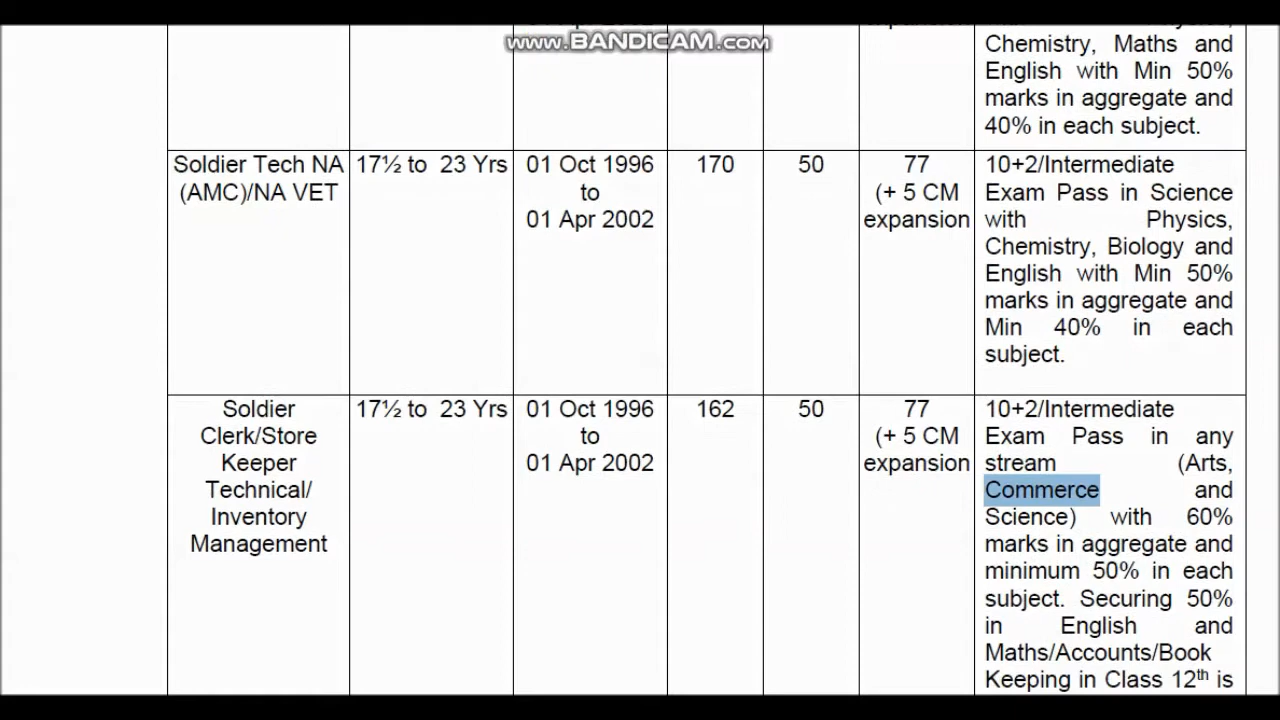 www.BANDICAM.com
Chemistry, Maths and
English with Min 50%
marks in aggregate and
40% in each subject.
Soldier Tech NA
(AMC)/NA VET
17½ to 23 Yrs
01 Oct 1996
to
01 Apr 2002
170
50
77
(+ 5 CM
expansion
10+2/Intermediate
Exam Pass in Science
with Physics,
Chemistry, Biology and
English with Min 50%
marks in aggregate and
Min 40% in each
subject.
Soldier
Clerk/Store
Keeper
Technical/
Inventory
Management
17½ to 23 Yrs
01 Oct 1996
to
01 Apr 2002
162
50
77
(+ 5 CM
expansion
10+2/Intermediate
Exam Pass in any
stream (Arts,
Commerce and
Science) with 60%
marks in aggregate and
minimum 50% in each
subject. Securing 50%
in English and
Maths/Accounts/Book
Keeping in Class 12th is